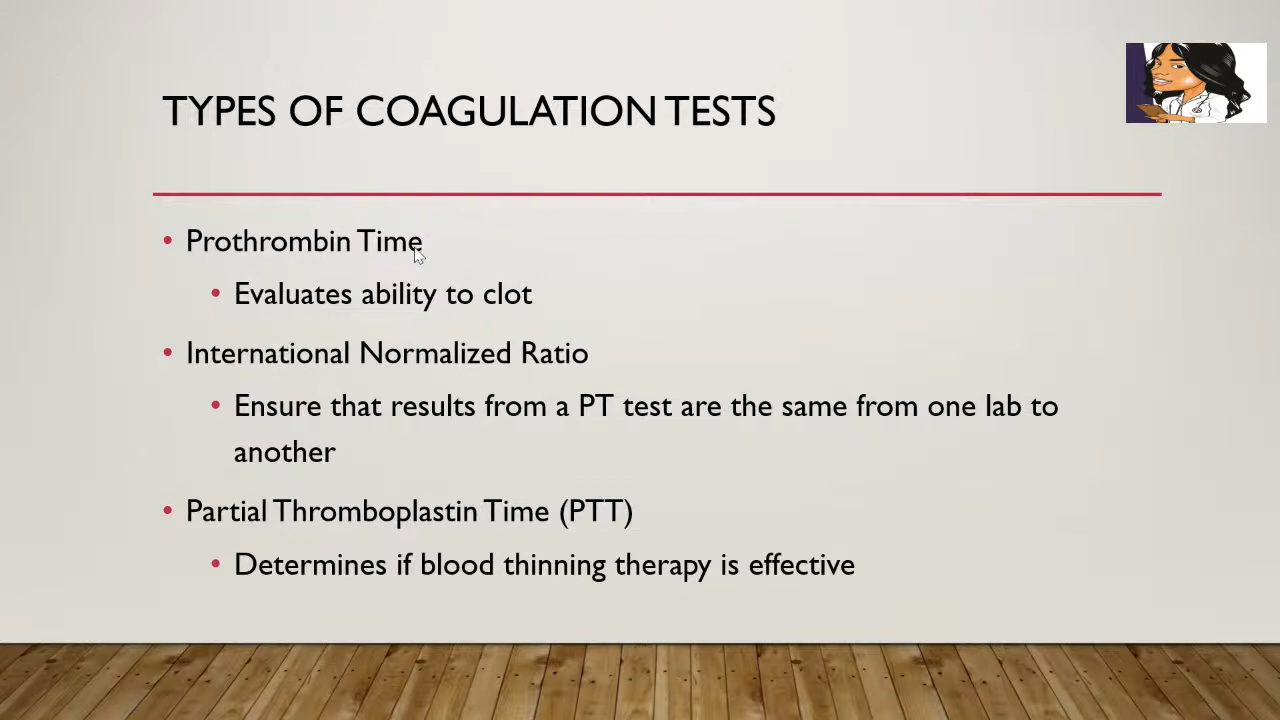 TYPES OF COAGULATION TESTS
• Prothrombin Time
• Evaluates ability to clot
• International Normalized Ratio
• Ensure that results from a PT test are the same from one lab to
another
• Partial Thromboplastin Time (PTT)
• Determines if blood thinning therapy is effective